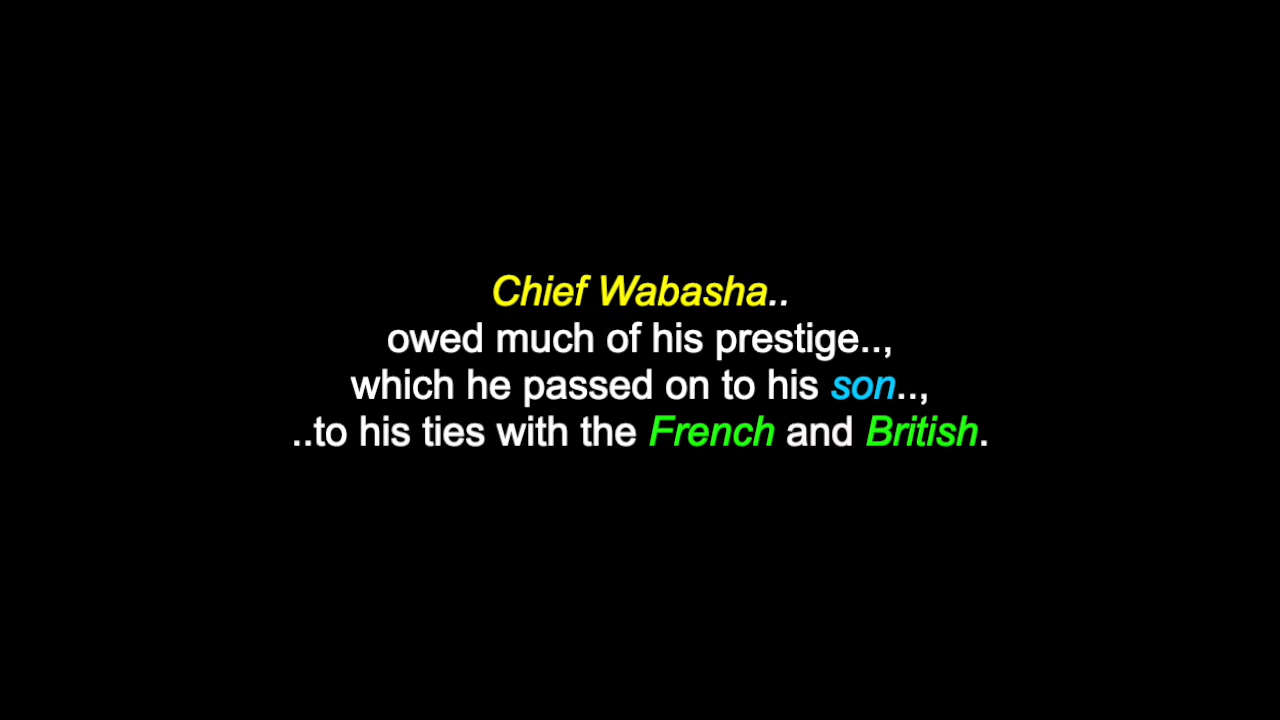 Chief Wabasha..
owed much of his prestige..,
which he passed on to his son..,
..to his ties with the French and British.